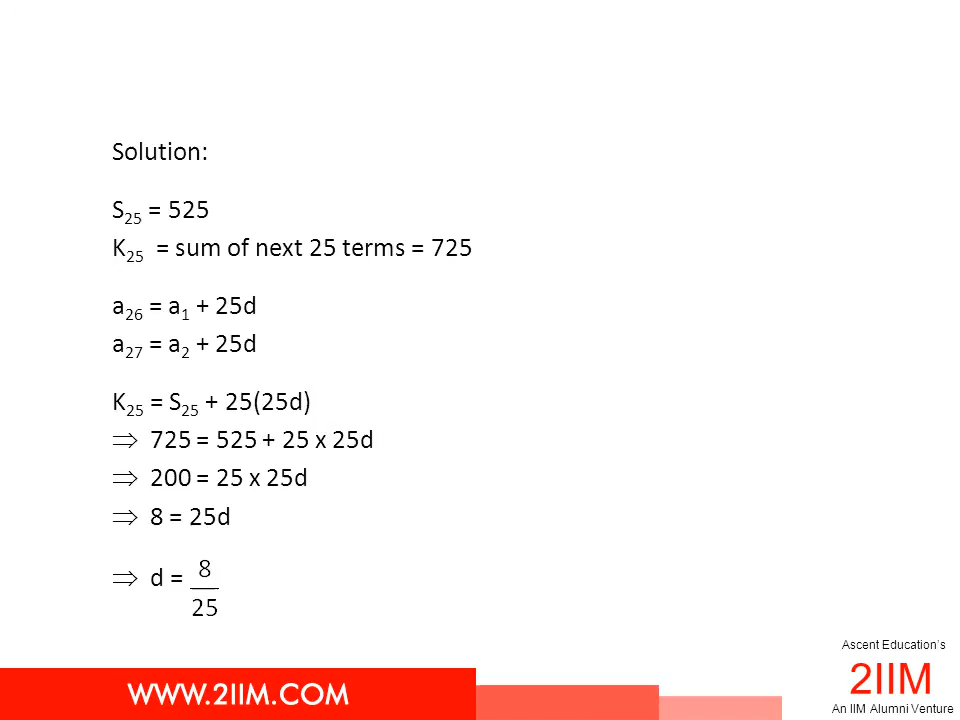 Solution:
S₂₅ = 525
K₂₅ = sum of next 25 terms = 725
a₂₆ = a₁ + 25d
a₂₇ = a₂ + 25d
K₂₅ = S₂₅ + 25(25d)
⇒ 725 = 525 + 25 x 25d
⇒ 200 = 25 x 25d
⇒ 8 = 25d
⇒ d = 8/25
WWW.2IIM.COM
Ascent Education's
2IIM
An IIM Alumni Venture